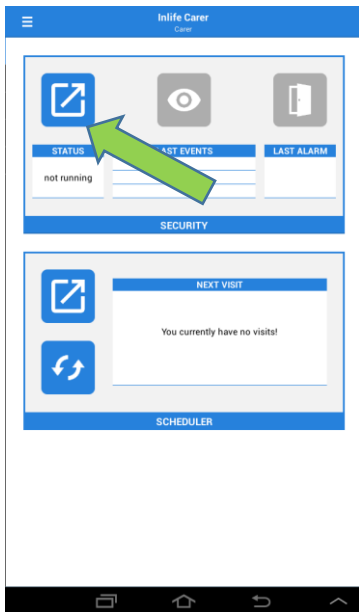 Inlife Carer
Carer
STATUS
LAST EVENTS
LAST ALARM
not running
SECURITY
NEXT VISIT
You currently have no visits!
SCHEDULER